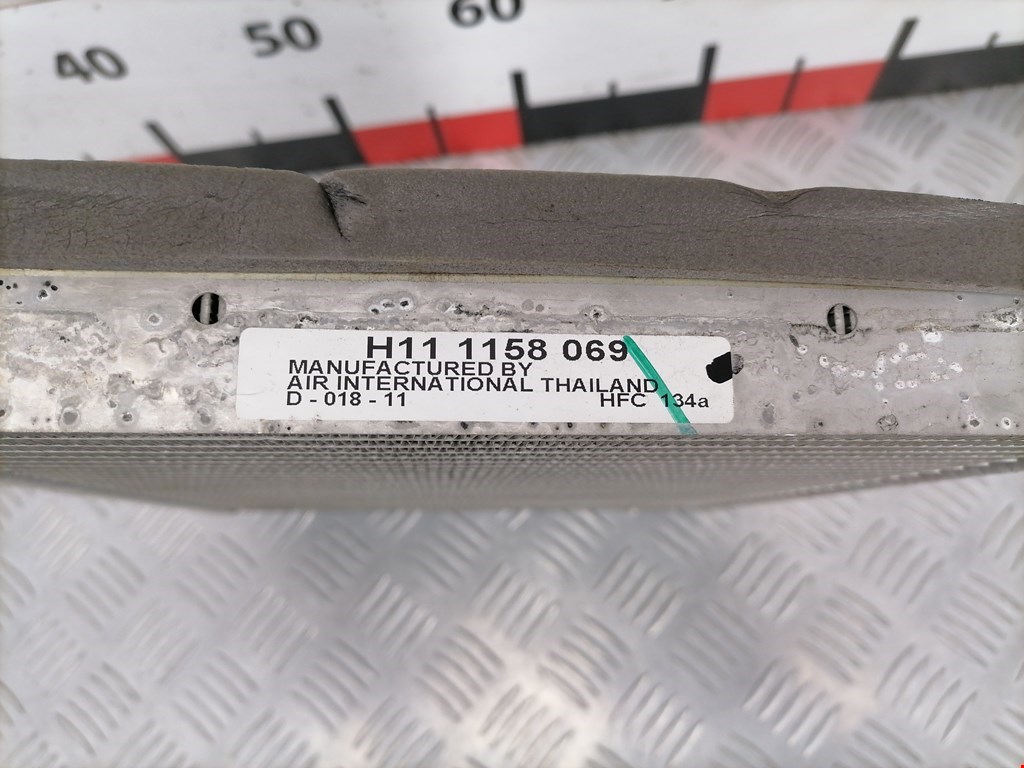 40 50 60
H11 1158 069
MANUFACTURED BY
AIR INTERNATIONAL THAILAND
D - 018 - 11 HFC 134a